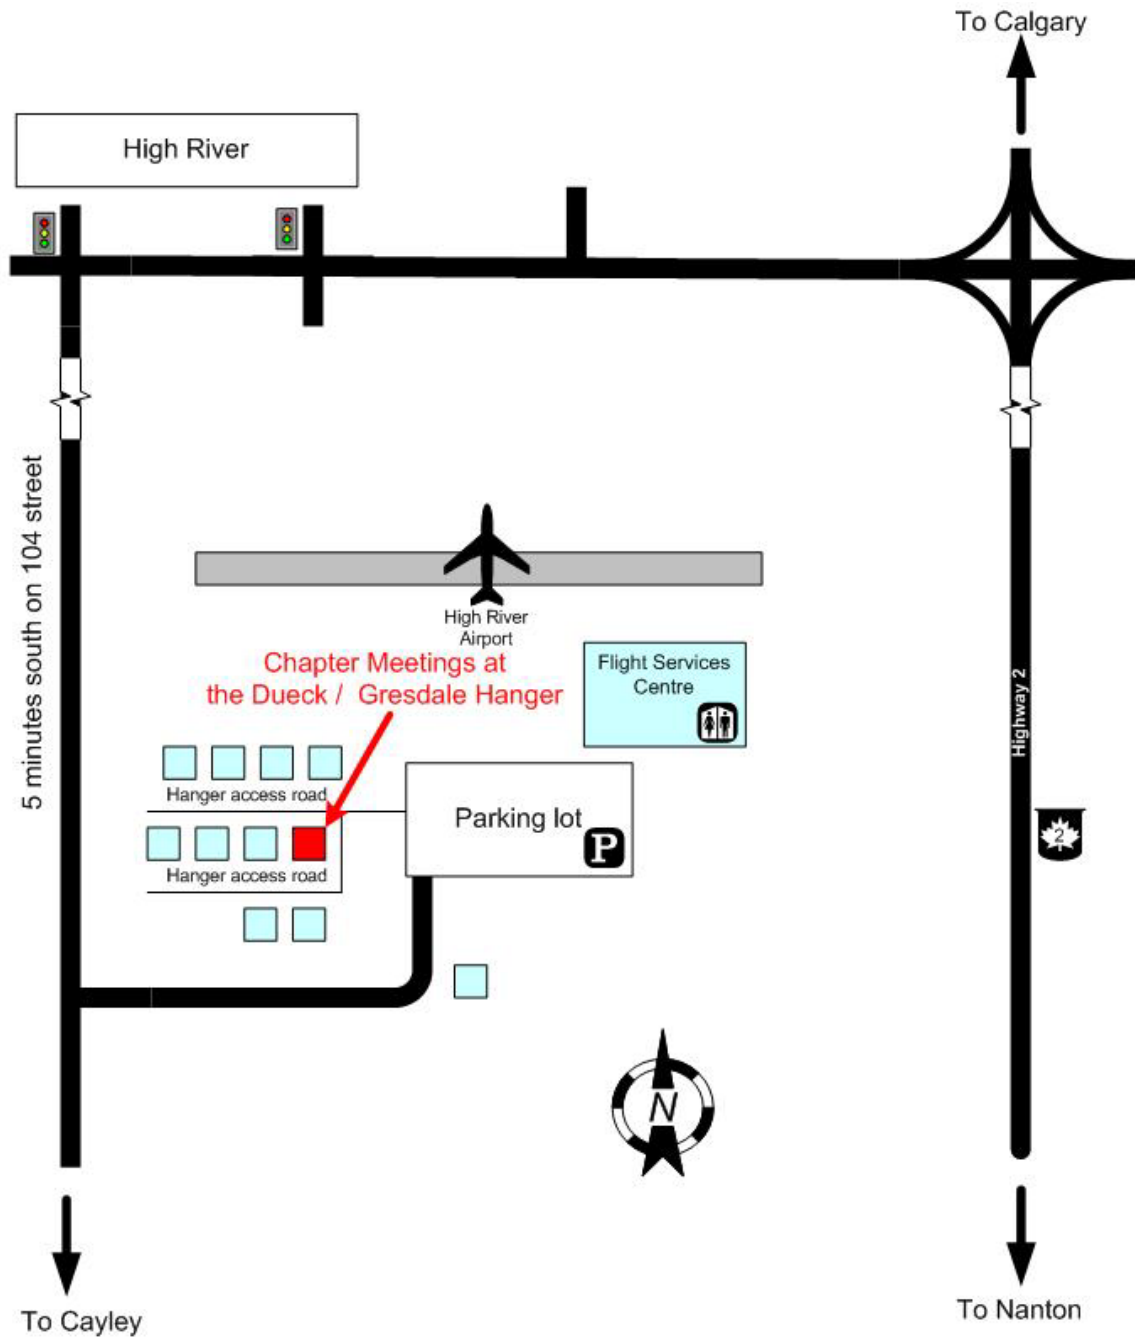 To Calgary
High River
5 minutes south on 104 street
High River
Airport
Chapter Meetings at
the Dueck /  Gresdale Hanger
Flight Services
Centre
Highway 2
Hanger access road
Parking lot
P
2
Hanger access road
N
To Cayley
To Nanton